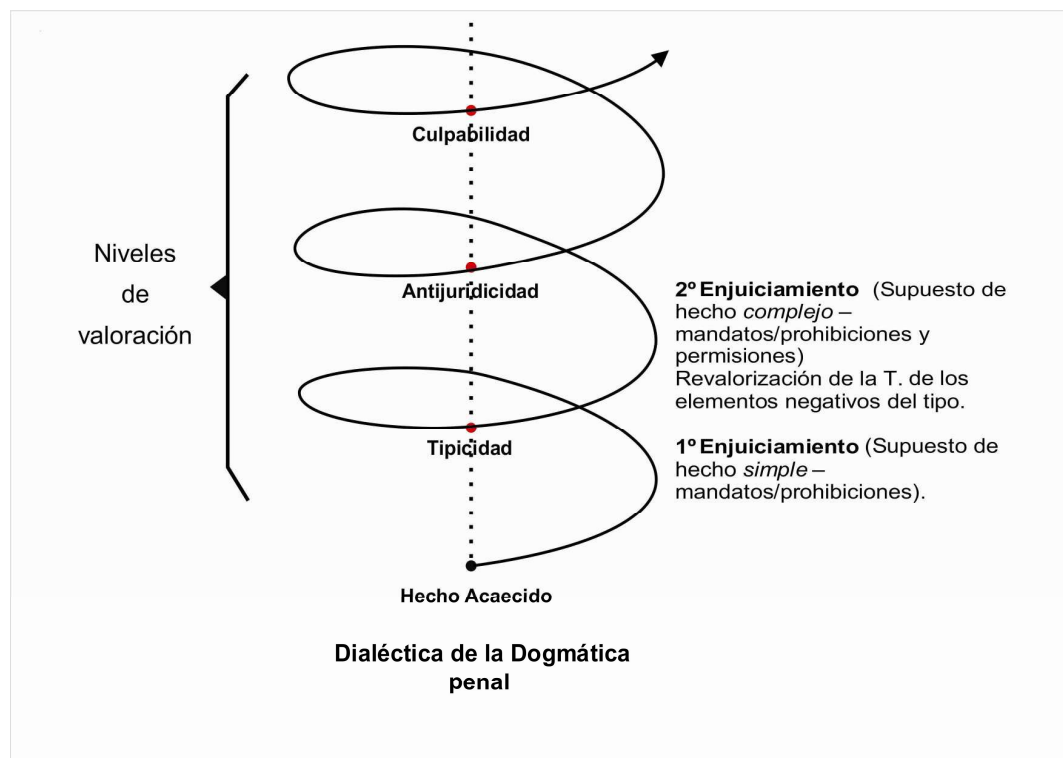 Culpabilidad
Niveles
de
valoración
Antijuridicidad
2º Enjuiciamiento (Supuesto de
hecho complejo –
mandatos/prohibiciones y
permisiones)
Revalorización de la T. de los
elementos negativos del tipo.
Tipicidad
1º Enjuiciamiento (Supuesto de
hecho simple –
mandatos/prohibiciones).
Hecho Acaecido
Dialéctica de la Dogmática
penal